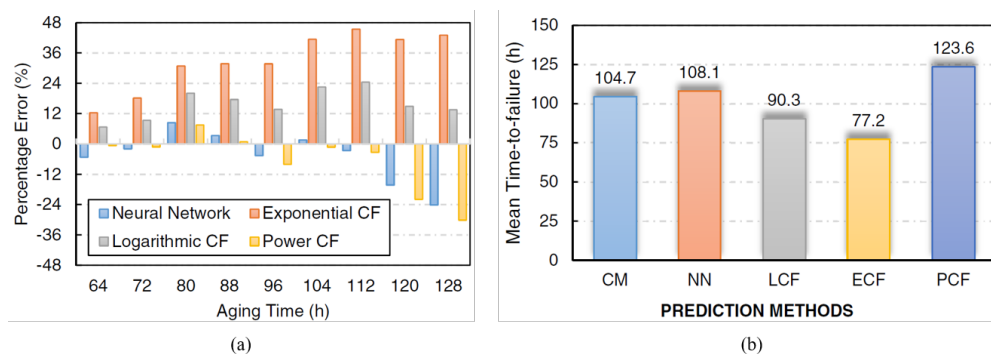 48
36
24
12
0
-12
-24
-36
-48
Percentage Error (%)
Neural Network
Exponential CF
Logarithmic CF
Power CF
64 72 80 88 96 104 112 120 128
Aging Time (h)
(a)
150
125
100
75
50
25
0
Mean Time-to-failure (h)
104.7
108.1
90.3
77.2
123.6
CM NN LCF ECF PCF
PREDICTION METHODS
(b)